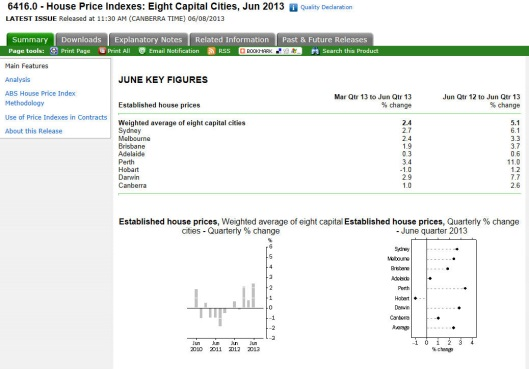 6416.0 - House Price Indexes: Eight Capital Cities, Jun 2013 Quality Declaration
LATEST ISSUE Released at 11:30 AM (CANBERRA TIME) 06/08/2013
Summary Downloads Explanatory Notes Related Information Past & Future Releases
Page tools: Print Page Print All Email Notification RSS BOOKMARK Search this Product
Main Features
Analysis
ABS House Price Index
Methodology
Use of Price Indexes in Contracts
About this Release
JUNE KEY FIGURES
Mar Qtr 13 to Jun Qtr 13 Jun Qtr 12 to Jun Qtr 13
Established house prices % change % change
Weighted average of eight capital cities 2.4 5.1
Sydney 2.7 6.1
Melbourne 2.4 3.3
Brisbane 1.9 3.7
Adelaide 0.3 0.6
Perth 3.4 11.0
Hobart -1.0 1.2
Darwin 2.9 7.7
Canberra 1.0 2.6
Established house prices, Weighted average of eight capital
cities - Quarterly % change
%
6
5
4
3
2
1
0
-1
-2
-3
Jun Jun Jun Jun
2010 2011 2012 2013
Established house prices, Quarterly % change
- June quarter 2013
Sydney
Melbourne
Brisbane
Adelaide
Perth
Hobart
Darwin
Canberra
Average
-1 0 1 2 3 4
% change